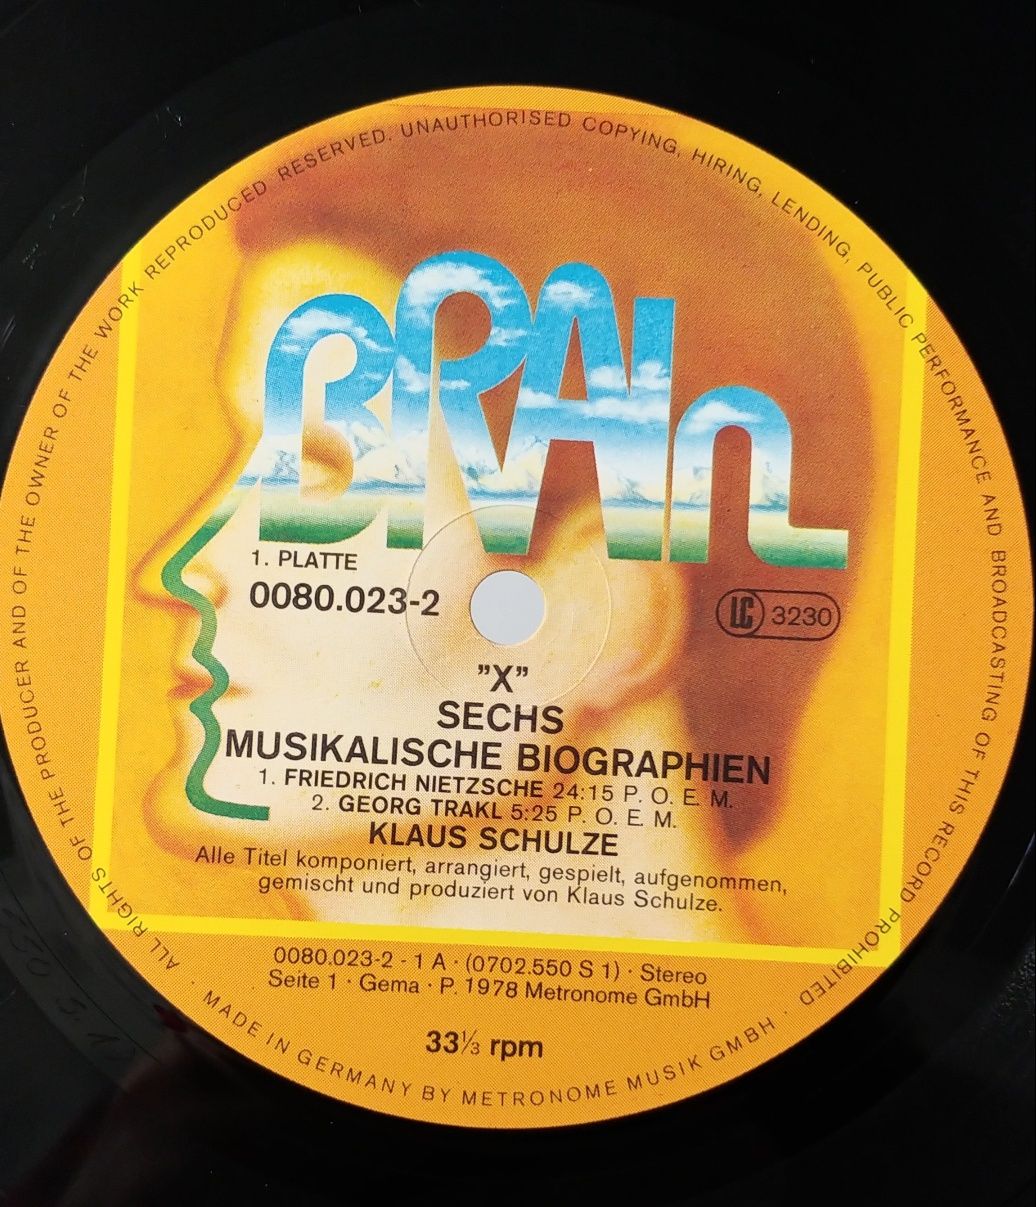 ALL RIGHTS OF THE PRODUCER AND OF THE OWNER OF THE WORK REPRODUCED RESERVED. UNAUTHORISED COPYING, HIRING, LENDING, PUBLIC PERFORMANCE AND BROADCASTING OF THIS RECORD PROHIBITED
BRAIn
1. PLATTE
0080.023-2
LC 3230
"X"
SECHS
MUSIKALISCHE BIOGRAPHIEN
1. FRIEDRICH NIETZSCHE 24:15 P. O. E. M.
2. GEORG TRAKL 5:25 P. O. E. M.
KLAUS SCHULZE
Alle Titel komponiert, arrangiert, gespielt, aufgenommen,
gemischt und produziert von Klaus Schulze.
0080.023-2 - 1 A · (0702.550 S 1) · Stereo
Seite 1 · Gema · P. 1978 Metronome GmbH
33⅓ rpm
· MADE IN GERMANY BY METRONOME MUSIK GMBH ·